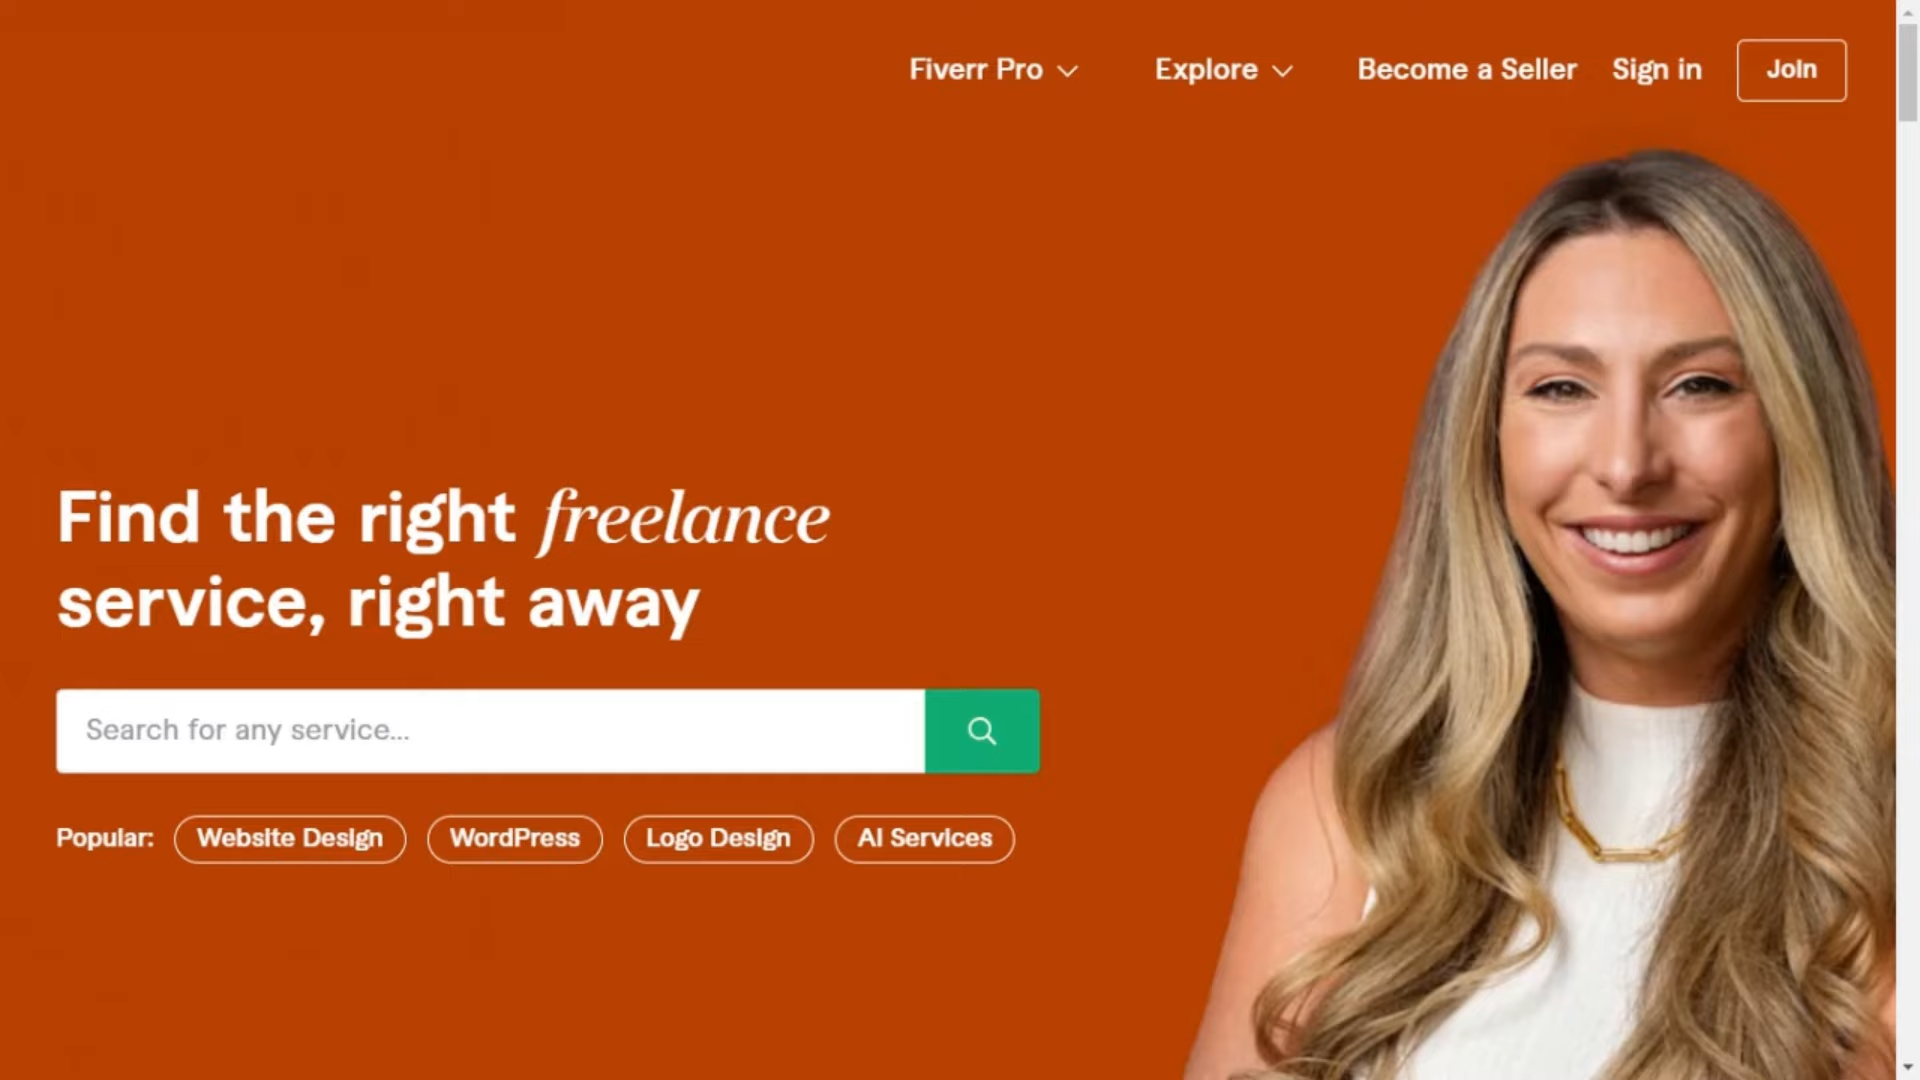 Fiverr Pro
Explore
Become a Seller
Sign in
Join
Find the right freelance
service, right away
Search for any service...
Popular:
Website Design
WordPress
Logo Design
AI Services